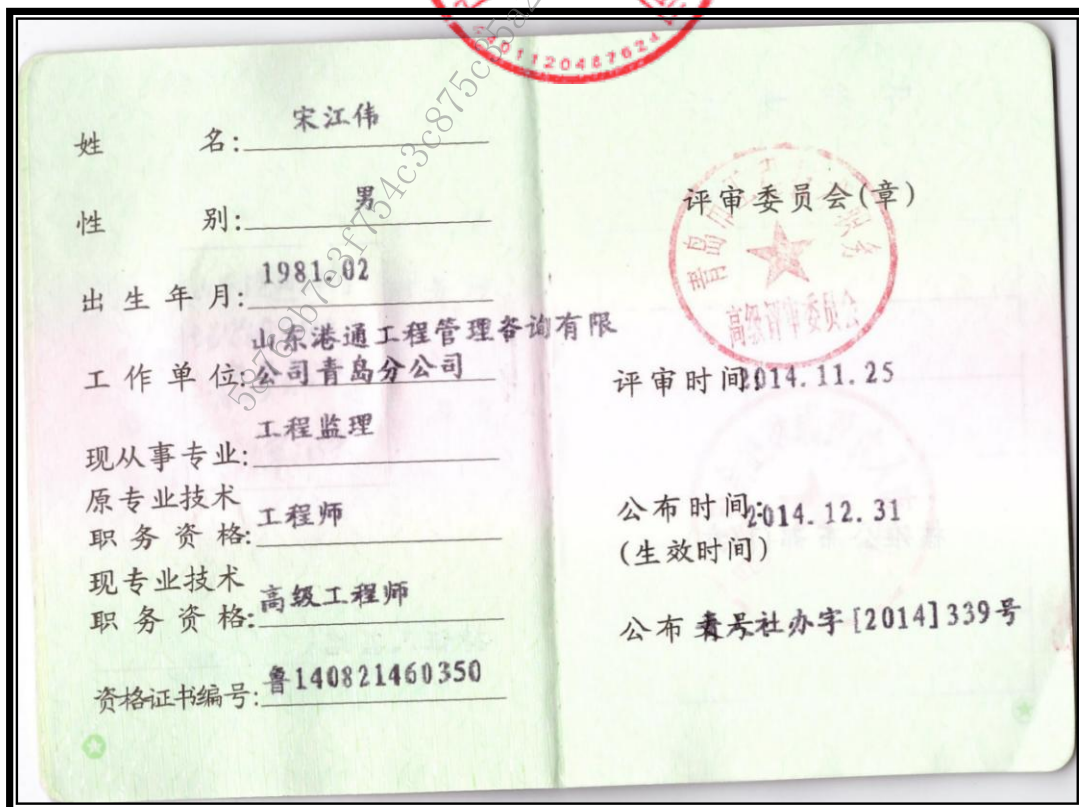 4401120487624
姓 名: 宋江伟
性 别: 男
出生年月: 1981.02
山东港通工程管理咨询有限
工作单位: 公司青岛分公司
现从事专业: 工程监理
原专业技术
职务资格: 工程师
现专业技术
职务资格: 高级工程师
资格证书编号: 鲁140821460350
评审委员会(章)
青岛
职务
高级评审委员会
评审时间: 2014.11.25
公布时间: 2014.12.31
(生效时间)
公布 青 社办字[2014]339号